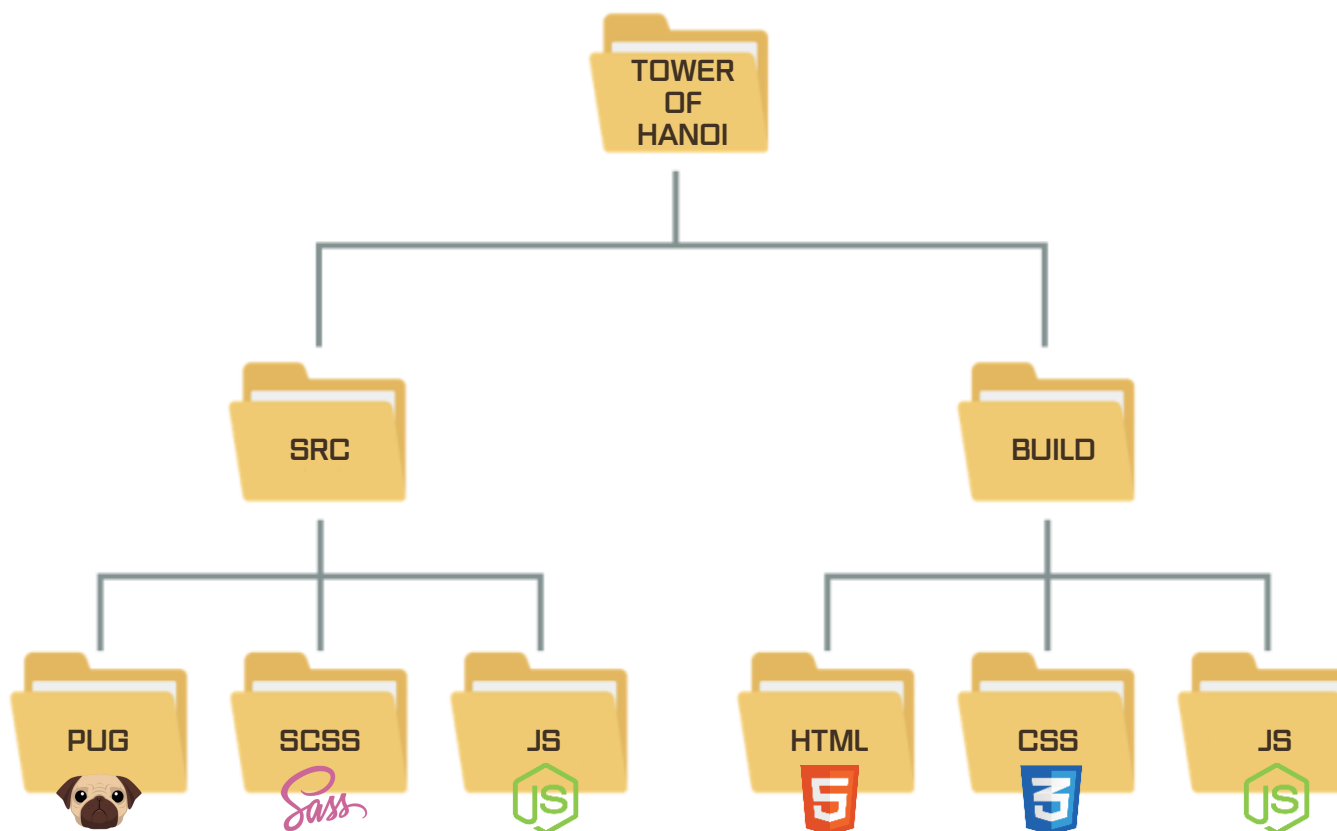 TOWER
OF
HANOI
SRC
BUILD
PUG
SCSS
JS
HTML
CSS
JS
Sass
JS
5
3
JS